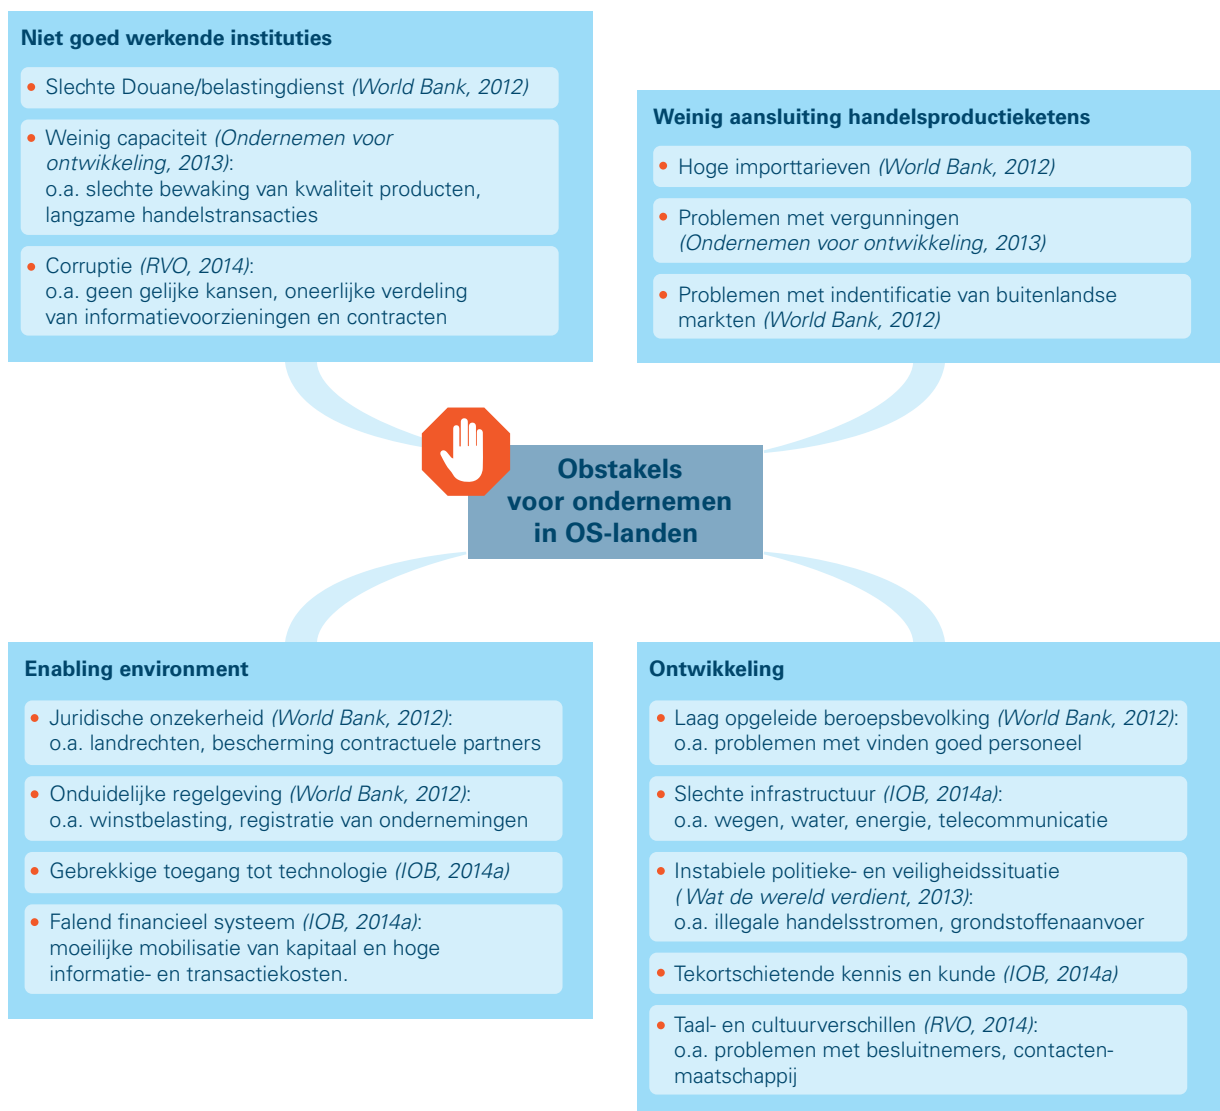 Niet goed werkende instituties
• Slechte Douane/belastingdienst (World Bank, 2012)
• Weinig capaciteit (Ondernemen voor
ontwikkeling, 2013):
o.a. slechte bewaking van kwaliteit producten,
langzame handelstransacties
• Corruptie (RVO, 2014):
o.a. geen gelijke kansen, oneerlijke verdeling
van informatievoorzieningen en contracten
Weinig aansluiting handelsproductieketens
• Hoge importtarieven (World Bank, 2012)
• Problemen met vergunningen
(Ondernemen voor ontwikkeling, 2013)
• Problemen met indentificatie van buitenlandse
markten (World Bank, 2012)
Obstakels
voor ondernemen
in OS-landen
Enabling environment
• Juridische onzekerheid (World Bank, 2012):
o.a. landrechten, bescherming contractuele partners
• Onduidelijke regelgeving (World Bank, 2012):
o.a. winstbelasting, registratie van ondernemingen
• Gebrekkige toegang tot technologie (IOB, 2014a)
• Falend financieel systeem (IOB, 2014a):
moeilijke mobilisatie van kapitaal en hoge
informatie- en transactiekosten.
Ontwikkeling
• Laag opgeleide beroepsbevolking (World Bank, 2012):
o.a. problemen met vinden goed personeel
• Slechte infrastructuur (IOB, 2014a):
o.a. wegen, water, energie, telecommunicatie
• Instabiele politieke- en veiligheidssituatie
(Wat de wereld verdient, 2013):
o.a. illegale handelsstromen, grondstoffenaanvoer
• Tekortschietende kennis en kunde (IOB, 2014a)
• Taal- en cultuurverschillen (RVO, 2014):
o.a. problemen met besluitnemers, contacten-
maatschappij